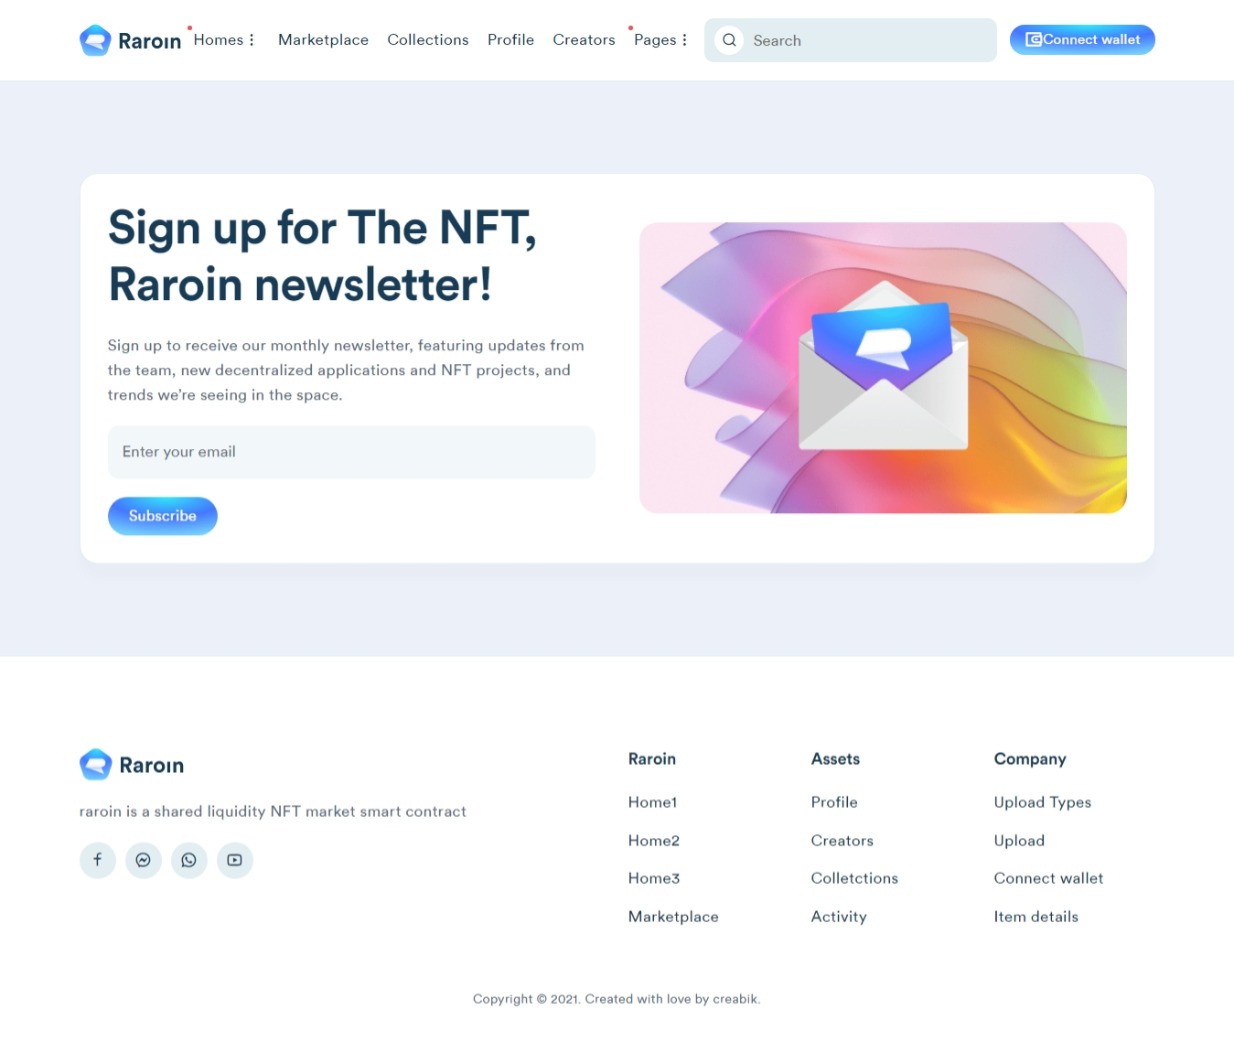 Raroin
Homes
Marketplace
Collections
Profile
Creators
Pages
Search
Connect wallet
Sign up for The NFT,
Raroin newsletter!
Sign up to receive our monthly newsletter, featuring updates from
the team, new decentralized applications and NFT projects, and
trends we're seeing in the space.
Enter your email
Subscribe
Raroin
raroin is a shared liquidity NFT market smart contract
Raroin
Home1
Home2
Home3
Marketplace
Assets
Profile
Creators
Colletctions
Activity
Company
Upload Types
Upload
Connect wallet
Item details
Copyright © 2021. Created with love by creabik.